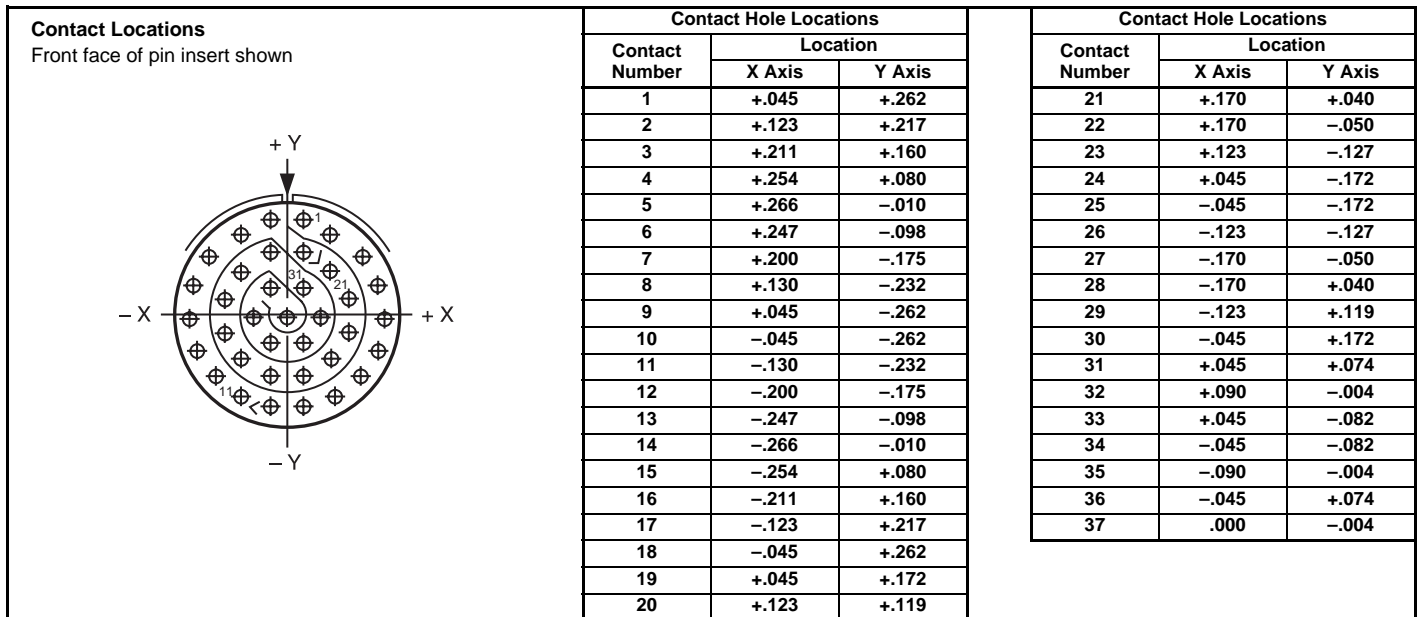 Contact Locations
Front face of pin insert shown
+ Y
1
31
21
– X
+ X
11
– Y
Contact Hole Locations
Contact Number Location
X Axis Y Axis
1 +.045 +.262
2 +.123 +.217
3 +.211 +.160
4 +.254 +.080
5 +.266 –.010
6 +.247 –.098
7 +.200 –.175
8 +.130 –.232
9 +.045 –.262
10 –.045 –.262
11 –.130 –.232
12 –.200 –.175
13 –.247 –.098
14 –.266 –.010
15 –.254 +.080
16 –.211 +.160
17 –.123 +.217
18 –.045 +.262
19 +.045 +.172
20 +.123 +.119
Contact Hole Locations
Contact Number Location
X Axis Y Axis
21 +.170 +.040
22 +.170 –.050
23 +.123 –.127
24 +.045 –.172
25 –.045 –.172
26 –.123 –.127
27 –.170 –.050
28 –.170 +.040
29 –.123 +.119
30 –.045 +.172
31 +.045 +.074
32 +.090 –.004
33 +.045 –.082
34 –.045 –.082
35 –.090 –.004
36 –.045 +.074
37 .000 –.004